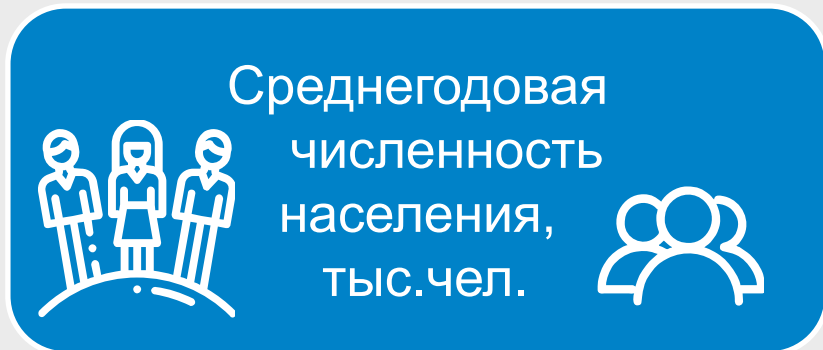 Среднегодовая
численность
населения,
тыс.чел.